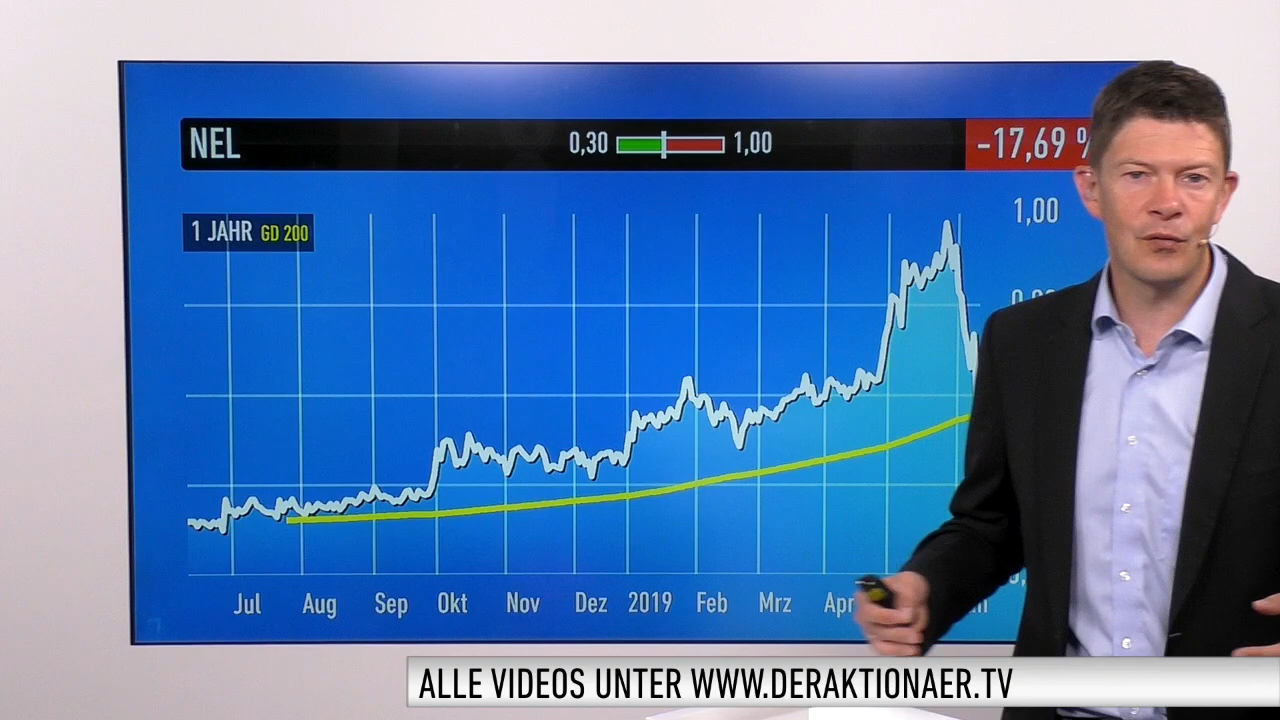 NEL 0,30 1,00 -17,69 %
1 JAHR GD 200
1,00
Jul Aug Sep Okt Nov Dez 2019 Feb Mrz
ALLE VIDEOS UNTER WWW.DERAKTIONAER.TV